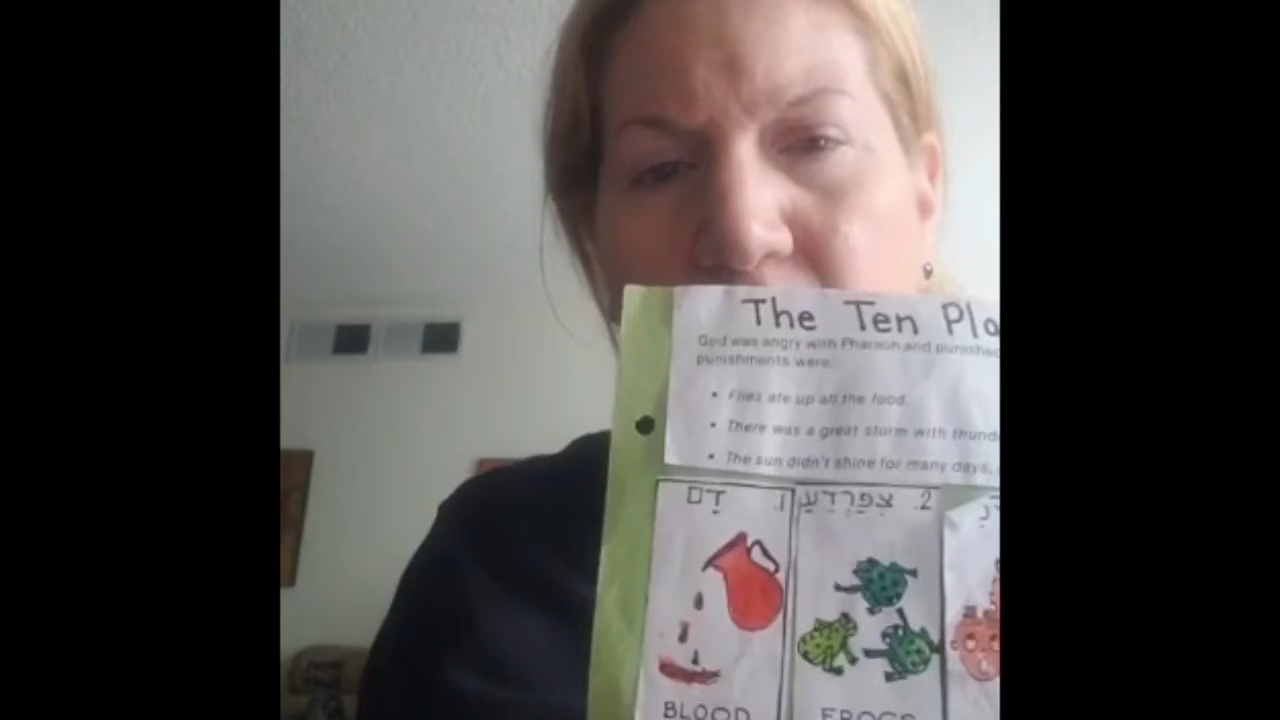 The Ten Pla
God was angry with Pharaoh and punished
punishments were:
• Flies ate up all the food.
• There was a great storm with thund
• The sun didn't shine for many days,
דָם .1
צְפַרְדֵעַ .2
BLOOD
FROGS